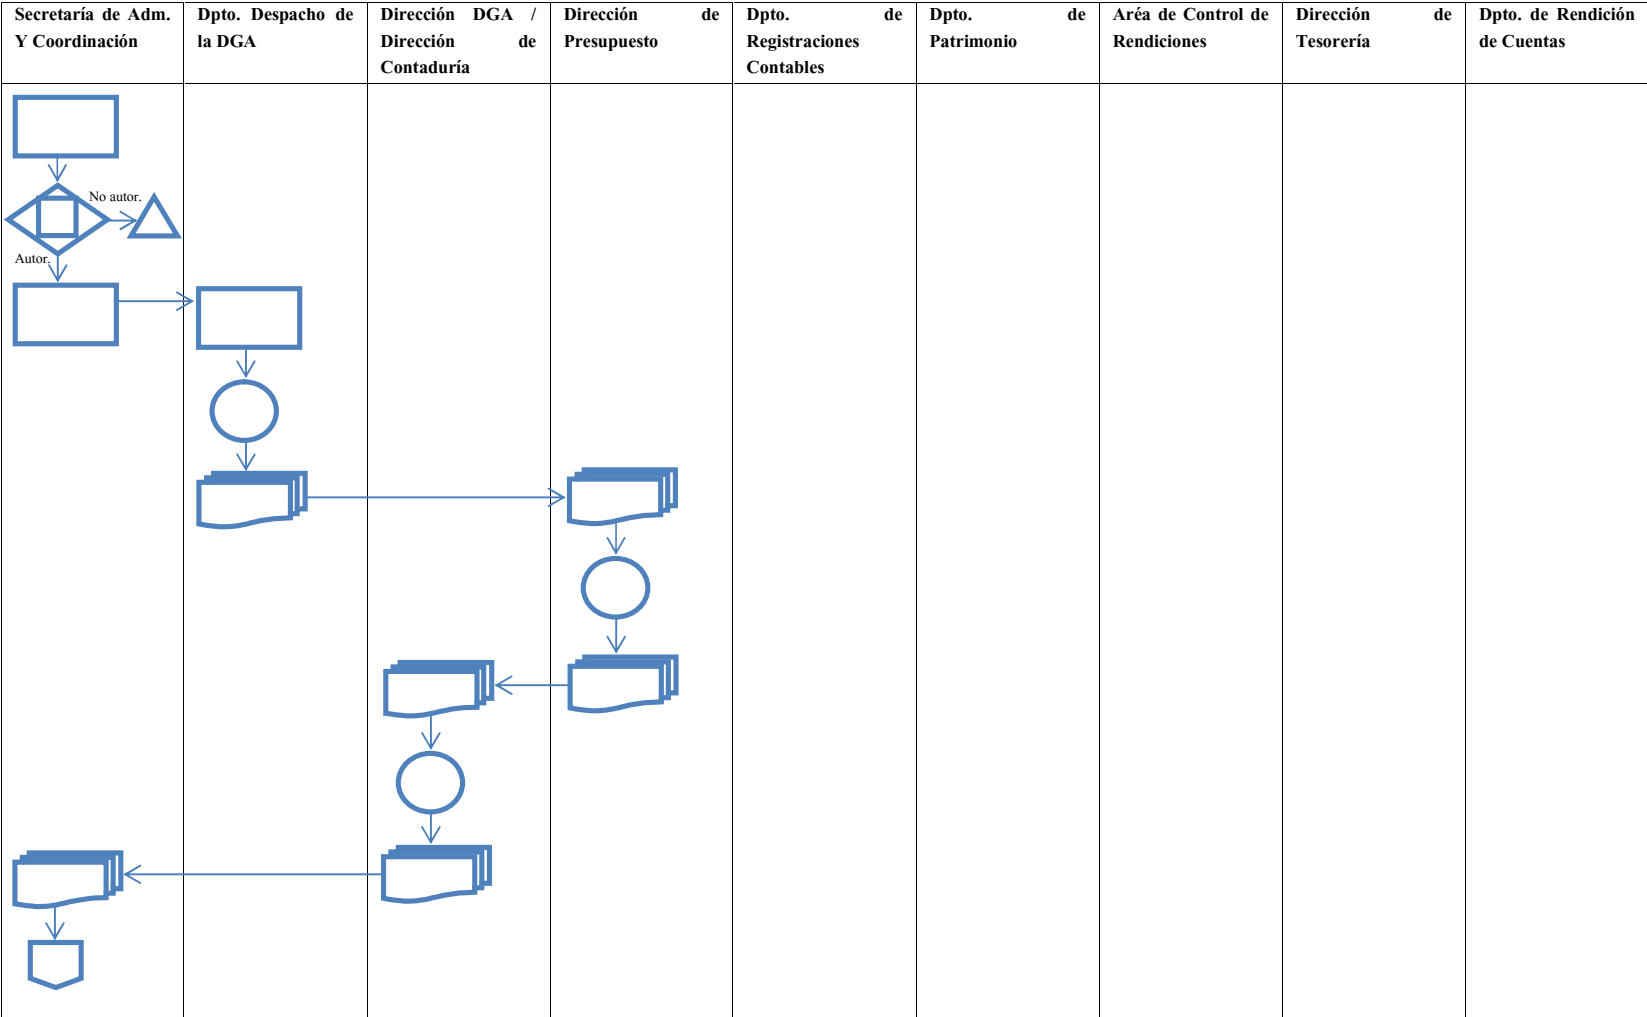 Secretaría de Adm.
Y Coordinación
Dpto. Despacho de
la DGA
Dirección DGA /
Dirección de
Contaduría
Dirección de
Presupuesto
Dpto. de
Registraciones
Contables
Dpto. de
Patrimonio
Aréa de Control de
Rendiciones
Dirección de
Tesorería
Dpto. de Rendición
de Cuentas
No autor.
Autor.